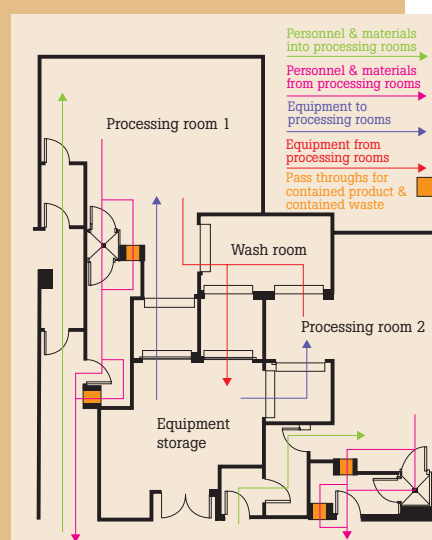 Personnel & materials
into processing rooms
Personnel & materials
from processing rooms
Equipment to
processing rooms
Equipment from
processing rooms
Pass throughs for
contained product &
contained waste
Processing room 1
Wash room
Processing room 2
Equipment
storage